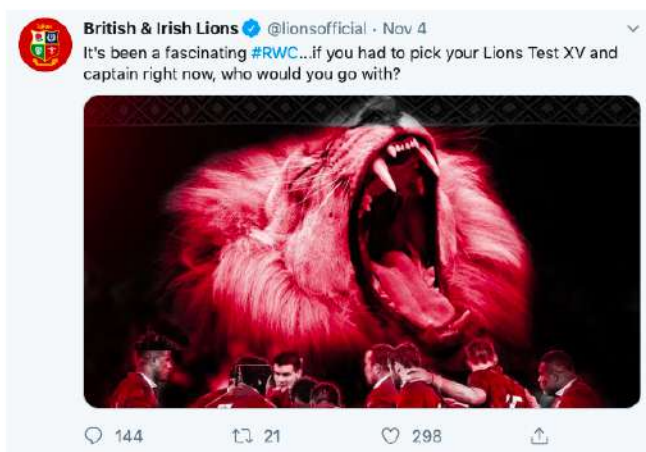 British & Irish Lions @lionsofficial · Nov 4
It's been a fascinating #RWC...if you had to pick your Lions Test XV and
captain right now, who would you go with?
144 21 298